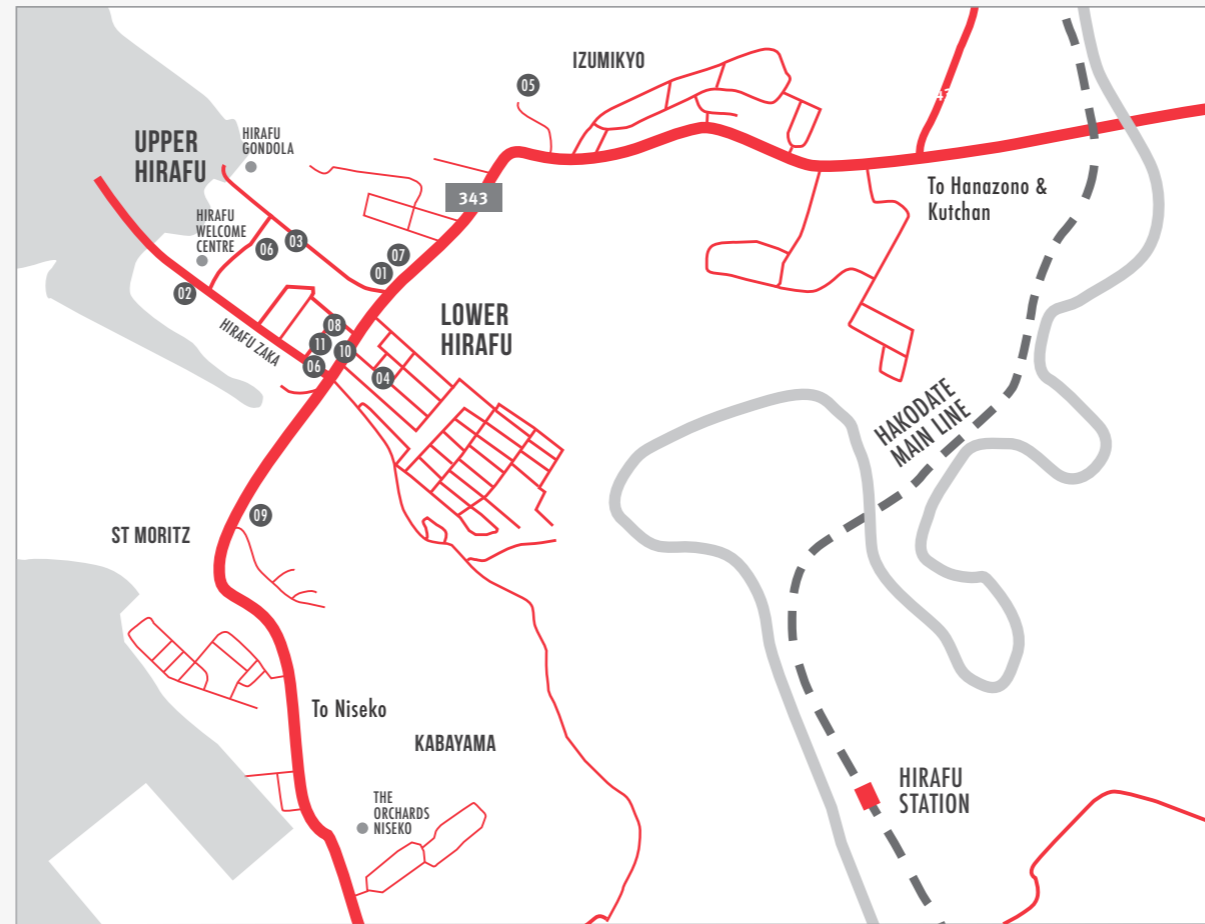 IZUMIKYO
05
UPPER
HIRAFU
HIRAFU
GONDOLA
343
To Hanazono &
Kutchan
HIRAFU
WELCOME
CENTRE
06
03
07
01
02
LOWER
HIRAFU
HIRAFU ZAKA
08
11
10
06
04
HAKODATE
MAIN LINE
09
ST MORITZ
To Niseko
KABAYAMA
THE
ORCHARDS
NISEKO
HIRAFU
STATION